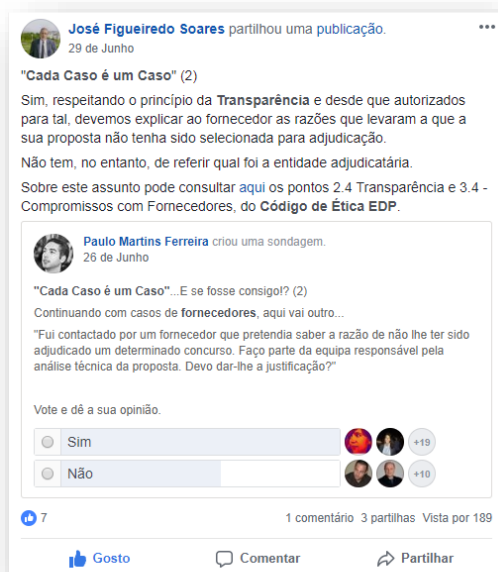 José Figueiredo Soares partilhou uma publicação.
29 de Junho
"Cada Caso é um Caso" (2)
Sim, respeitando o princípio da Transparência e desde que autorizados
para tal, devemos explicar ao fornecedor as razões que levaram a que a
sua proposta não tenha sido selecionada para adjudicação.
Não tem, no entanto, de referir qual foi a entidade adjudicatária.
Sobre este assunto pode consultar aqui os pontos 2.4 Transparência e 3.4 -
Compromissos com Fornecedores, do Código de Ética EDP.
Paulo Martins Ferreira criou uma sondagem.
26 de Junho
"Cada Caso é um Caso"...E se fosse consigo!? (2)
Continuando com casos de fornecedores, aqui vai outro...
"Fui contactado por um fornecedor que pretendia saber a razão de não lhe ter sido
adjudicado um determinado concurso. Faço parte da equipa responsável pela
análise técnica da proposta. Devo dar-lhe a justificação?"
Vote e dê a sua opinião.
Sim +19
Não +10
7 1 comentário 3 partilhas Vista por 189
Gosto Comentar Partilhar